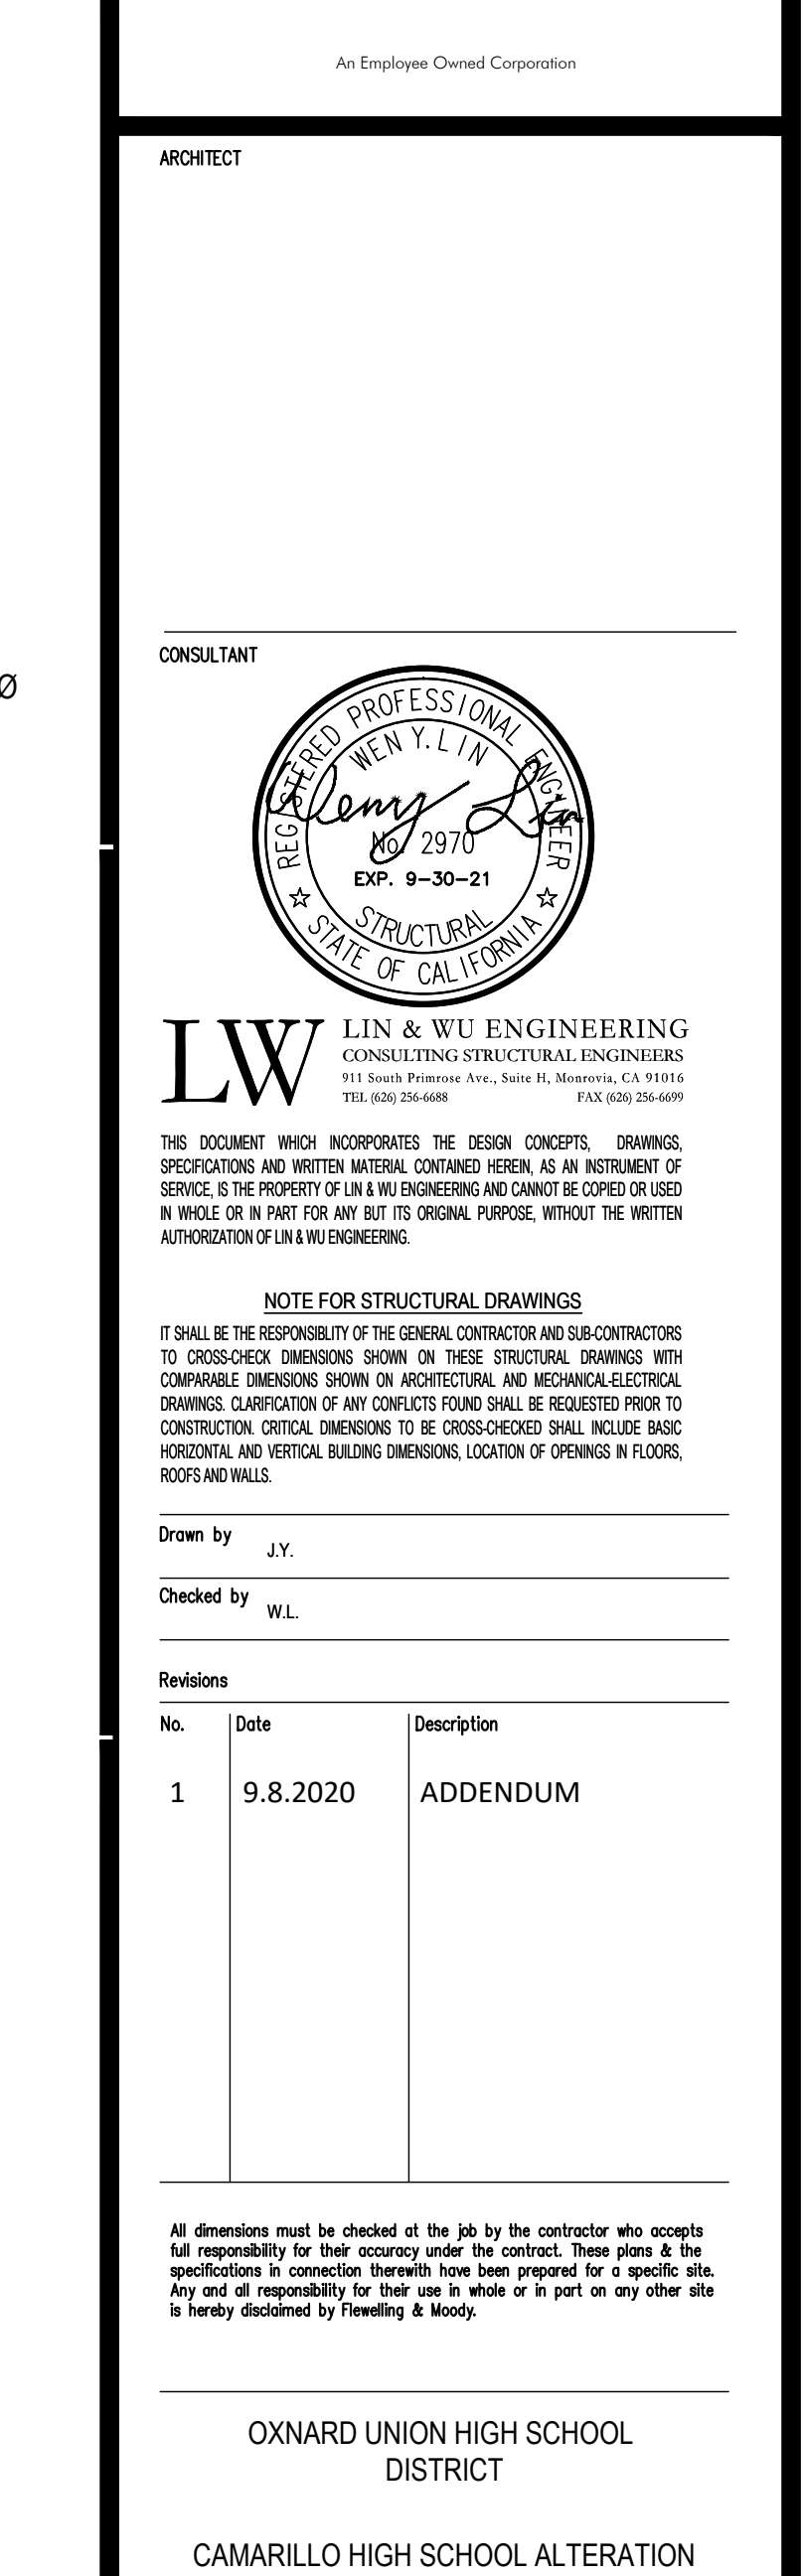 An Employee Owned Corporation
ARCHITECT
Ø
CONSULTANT
REGISTERED PROFESSIONAL ENGINEER
WEN Y. LIN
Weny Lin
No. 2970
EXP. 9-30-21
STRUCTURAL
STATE OF CALIFORNIA
LW
LIN & WU ENGINEERING
CONSULTING STRUCTURAL ENGINEERS
911 South Primrose Ave., Suite H, Monrovia, CA 91016
TEL (626) 256-6688 FAX (626) 256-6699
THIS DOCUMENT WHICH INCORPORATES THE DESIGN CONCEPTS, DRAWINGS,
SPECIFICATIONS AND WRITTEN MATERIAL CONTAINED HEREIN, AS AN INSTRUMENT OF
SERVICE, IS THE PROPERTY OF LIN & WU ENGINEERING AND CANNOT BE COPIED OR USED
IN WHOLE OR IN PART FOR ANY BUT ITS ORIGINAL PURPOSE, WITHOUT THE WRITTEN
AUTHORIZATION OF LIN & WU ENGINEERING.
NOTE FOR STRUCTURAL DRAWINGS
IT SHALL BE THE RESPONSIBLITY OF THE GENERAL CONTRACTOR AND SUB-CONTRACTORS
TO CROSS-CHECK DIMENSIONS SHOWN ON THESE STRUCTURAL DRAWINGS WITH
COMPARABLE DIMENSIONS SHOWN ON ARCHITECTURAL AND MECHANICAL-ELECTRICAL
DRAWINGS. CLARIFICATION OF ANY CONFLICTS FOUND SHALL BE REQUESTED PRIOR TO
CONSTRUCTION. CRITICAL DIMENSIONS TO BE CROSS-CHECKED SHALL INCLUDE BASIC
HORIZONTAL AND VERTICAL BUILDING DIMENSIONS, LOCATION OF OPENINGS IN FLOORS,
ROOFS AND WALLS.
Drawn by J.Y.
Checked by W.L.
Revisions
No. Date Description
1 9.8.2020 ADDENDUM
All dimensions must be checked at the job by the contractor who accepts
full responsibility for their accuracy under the contract. These plans & the
specifications in connection therewith have been prepared for a specific site.
Any and all responsibility for their use in whole or in part on any other site
is hereby disclaimed by Flewelling & Moody.
OXNARD UNION HIGH SCHOOL
DISTRICT
CAMARILLO HIGH SCHOOL ALTERATION